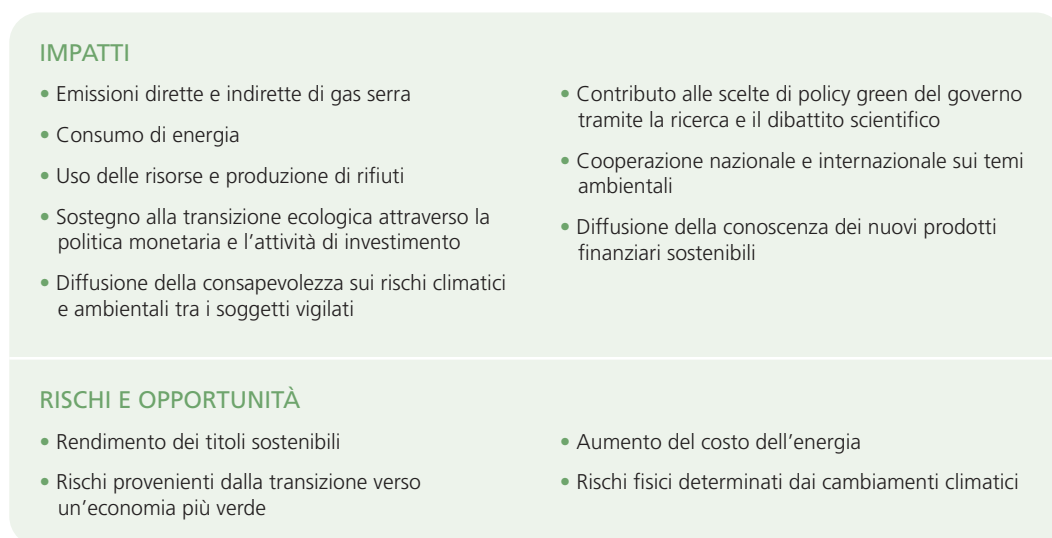 IMPATTI
• Emissioni dirette e indirette di gas serra
• Consumo di energia
• Uso delle risorse e produzione di rifiuti
• Sostegno alla transizione ecologica attraverso la
politica monetaria e l'attività di investimento
• Diffusione della consapevolezza sui rischi climatici
e ambientali tra i soggetti vigilati
• Contributo alle scelte di policy green del governo
tramite la ricerca e il dibattito scientifico
• Cooperazione nazionale e internazionale sui temi
ambientali
• Diffusione della conoscenza dei nuovi prodotti
finanziari sostenibili
RISCHI E OPPORTUNITÀ
• Rendimento dei titoli sostenibili
• Rischi provenienti dalla transizione verso
un'economia più verde
• Aumento del costo dell'energia
• Rischi fisici determinati dai cambiamenti climatici